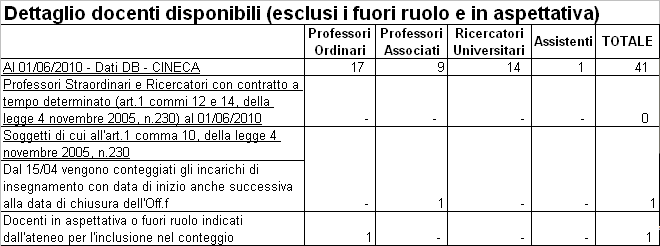 Dettaglio docenti disponibili (esclusi i fuori ruolo e in aspettativa)
Professori Ordinari Professori Associati Ricercatori Universitari Assistenti TOTALE
Al 01/06/2010 - Dati DB - CINECA 17 9 14 1 41
Professori Straordinari e Ricercatori con contratto a
tempo determinato (art.1 commi 12 e 14, della
legge 4 novembre 2005, n.230) al 01/06/2010 - - - - 0
Soggetti di cui all'art.1 comma 10, della legge 4
novembre 2005, n.230
Dal 15/04 vengono conteggiati gli incarichi di
insegnamento con data di inizio anche successiva
alla data di chiusura dell'Off.f - 1 - - 1
Docenti in aspettativa o fuori ruolo indicati
dall'ateneo per l'inclusione nel conteggio 1 - - - 1